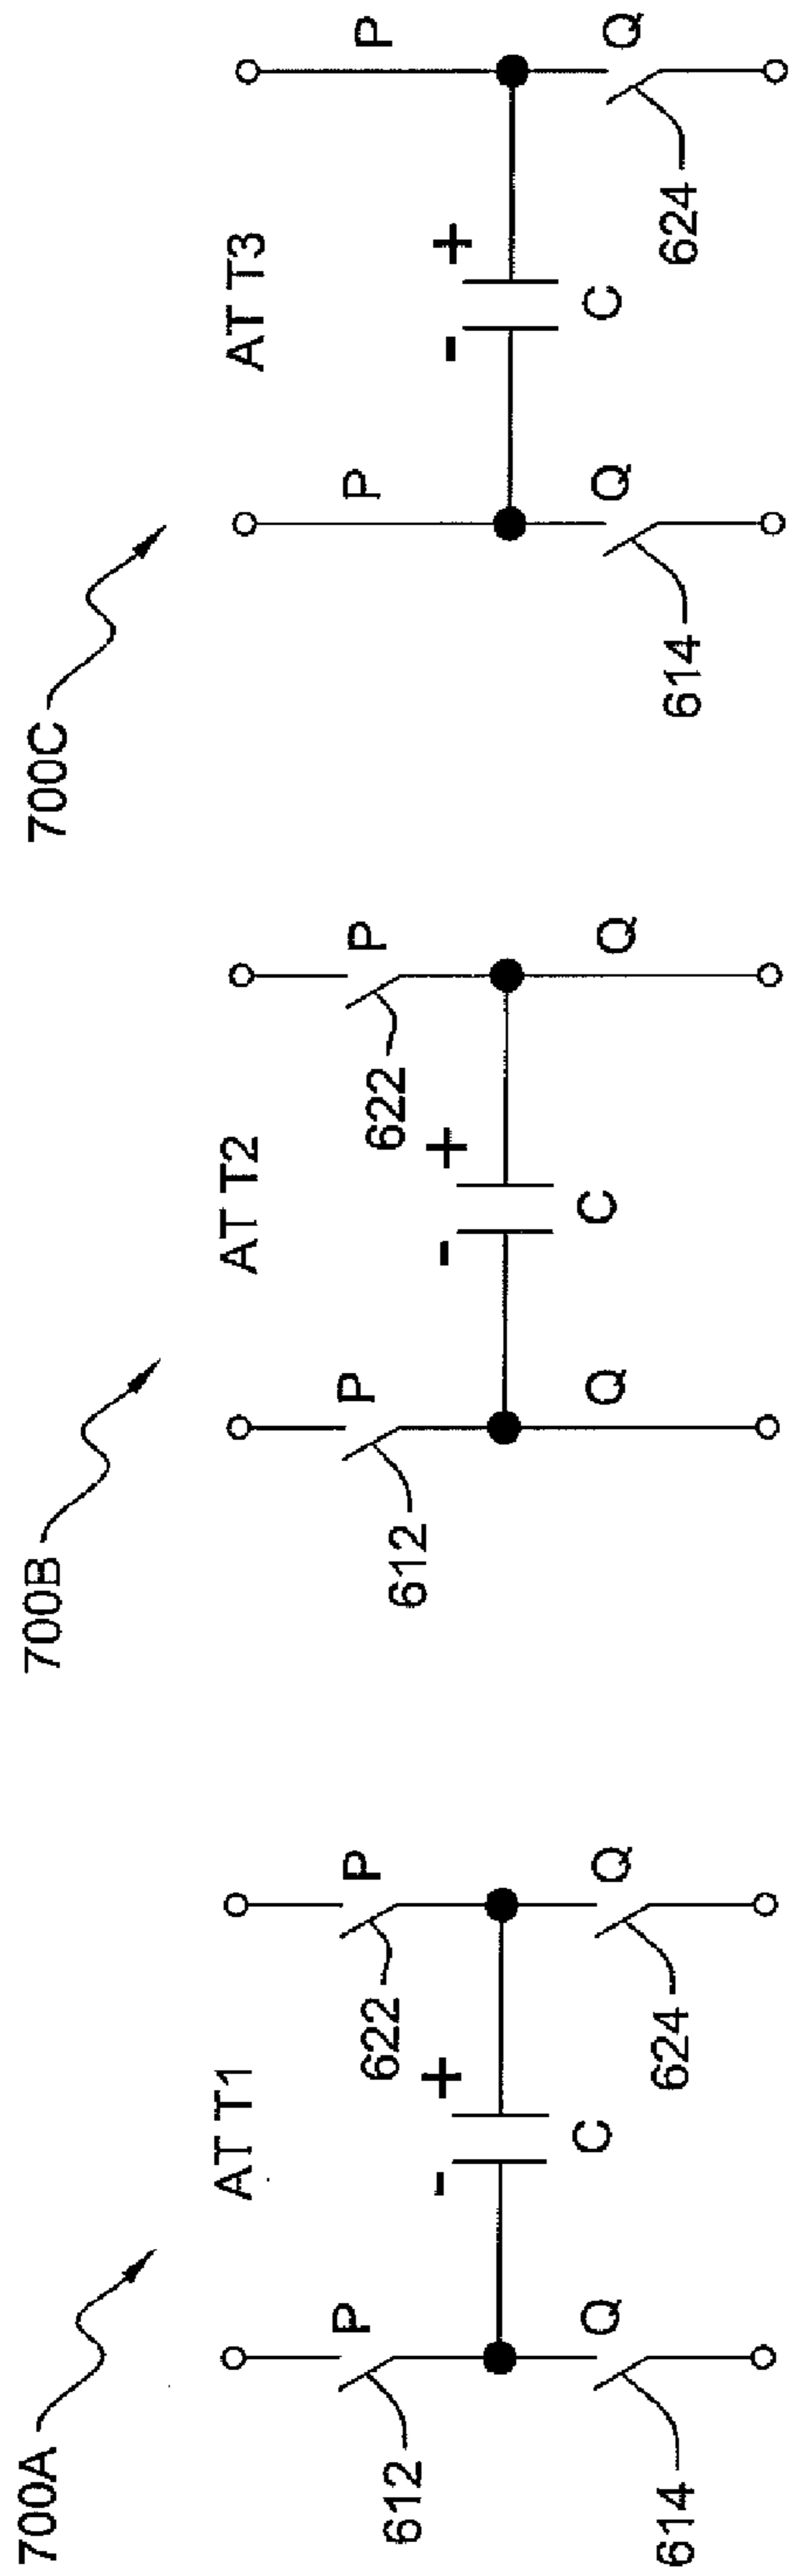 700A
AT T1
P
P
612
622
- +
C
Q
Q
614
624
700B
AT T2
P
P
612
622
- +
C
Q
Q
700C
AT T3
P
P
- +
C
Q
Q
614
624